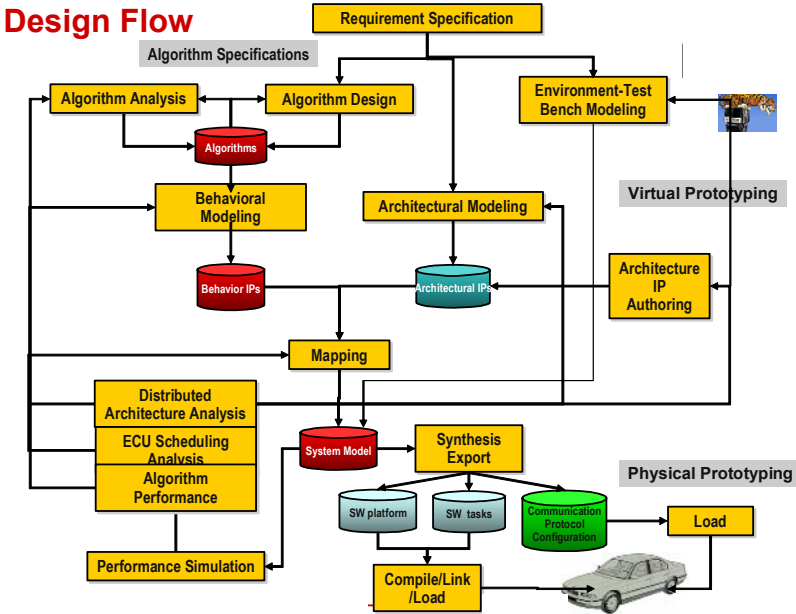 Design Flow
Requirement Specification
Algorithm Specifications
Algorithm Analysis
Algorithm Design
Environment-Test
Bench Modeling
Algorithms
Behavioral
Modeling
Architectural Modeling
Virtual Prototyping
Behavior IPs
Architectural IPs
Architecture
IP
Authoring
Mapping
Distributed
Architecture Analysis
ECU Scheduling
Analysis
Algorithm
Performance
System Model
Synthesis
Export
Physical Prototyping
SW platform
SW tasks
Communication
Protocol
Configuration
Load
Performance Simulation
Compile/Link
/Load